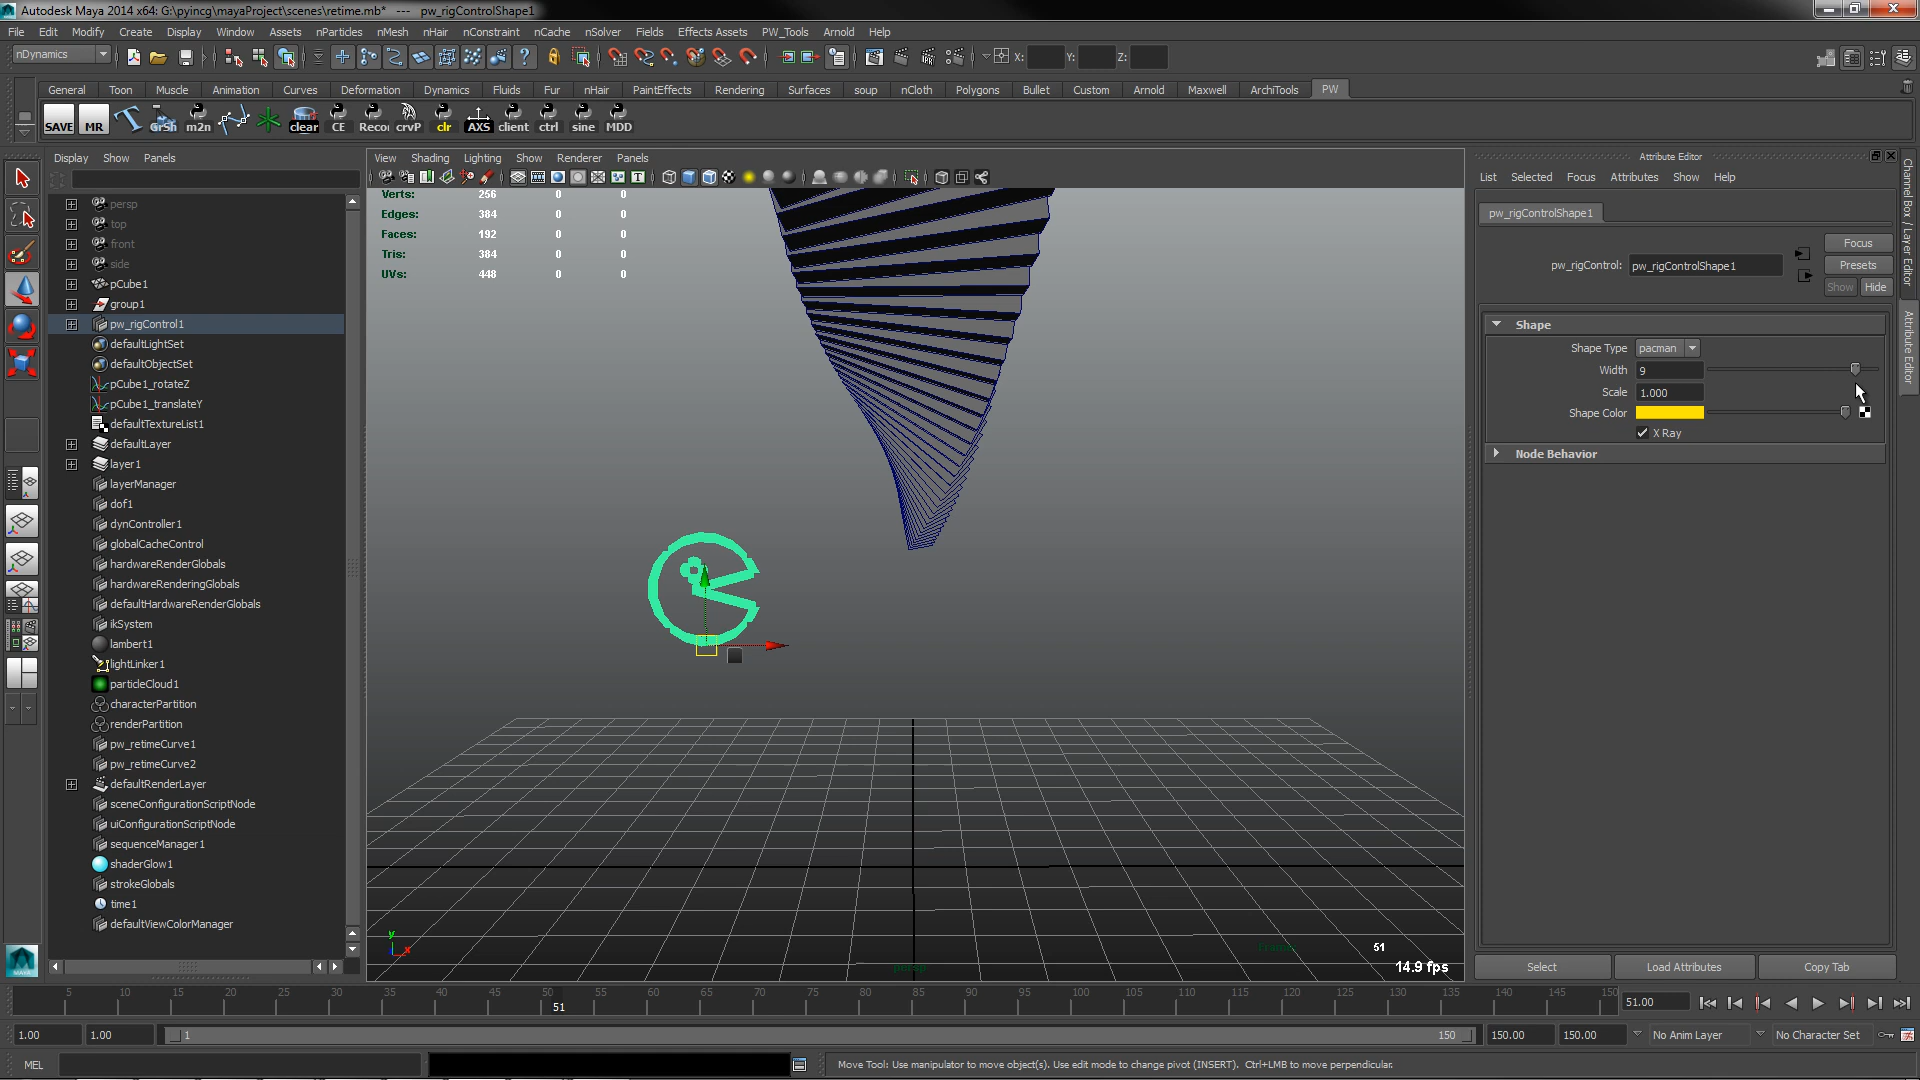 Autodesk Maya 2014 x64: G:\pyincg\mayaProject\scenes\retime.mb*   ---   pw_rigControlShape1
File Edit Modify Create Display Window Assets nParticles nMesh nHair nConstraint nCache nSolver Fields Effects Assets PW_Tools Arnold Help
nDynamics X: Y: Z:
General Toon Muscle Animation Curves Deformation Dynamics Fluids Fur nHair PaintEffects Rendering Surfaces soup nCloth Polygons Bullet Custom Arnold Maxwell ArchiTools PW
SAVE MR GrSh m2n clear CE Recor crvP clr AXS client ctrl sine MDD
Display Show Panels
View Shading Lighting Show Renderer Panels
Verts: 256 0 0
Edges: 384 0 0
Faces: 192 0 0
Tris: 384 0 0
UVs: 448 0 0
persp
top
front
side
pCube1
group1
pw_rigControl1
defaultLightSet
defaultObjectSet
pCube1_rotateZ
pCube1_translateY
defaultTextureList1
defaultLayer
layer1
layerManager
dof1
dynController1
globalCacheControl
hardwareRenderGlobals
hardwareRenderingGlobals
defaultHardwareRenderGlobals
ikSystem
lambert1
lightLinker1
particleCloud1
characterPartition
renderPartition
pw_retimeCurve1
pw_retimeCurve2
defaultRenderLayer
sceneConfigurationScriptNode
uiConfigurationScriptNode
sequenceManager1
shaderGlow1
strokeGlobals
time1
defaultViewColorManager
y
x
persp
Frame: 51
14.9 fps
Attribute Editor
List Selected Focus Attributes Show Help
pw_rigControlShape1
Focus
pw_rigControl: pw_rigControlShape1 Presets
Show Hide
Shape
Shape Type pacman
Width 9
Scale 1.000
Shape Color
X Ray
Node Behavior
Select Load Attributes Copy Tab
Channel Box / Layer Editor
Attribute Editor
5 10 15 20 25 30 35 40 45 50 55 60 65 70 75 80 85 90 95 100 105 110 115 120 125 130 135 140 145 150
51
51.00
1.00 1.00 1 150 150.00 150.00 No Anim Layer No Character Set
MEL Move Tool: Use manipulator to move object(s). Use edit mode to change pivot (INSERT). Ctrl+LMB to move perpendicular.